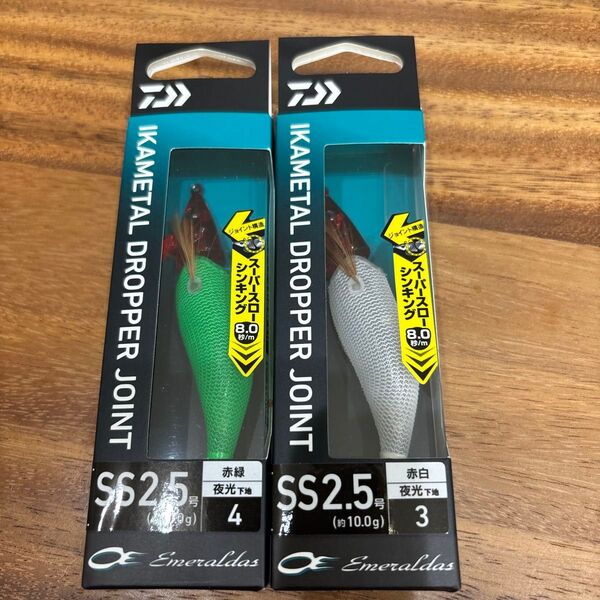 IKAMETAL DROPPER JOINT
ジョイント構造
スーパースロー
シンキング
8.0
秒/m
SS2.5号
(約10.0g)
赤緑
夜光下地
4
Emeraldas
IKAMETAL DROPPER JOINT
ジョイント構造
スーパースロー
シンキング
8.0
秒/m
SS2.5号
(約10.0g)
赤白
夜光下地
3
Emeraldas